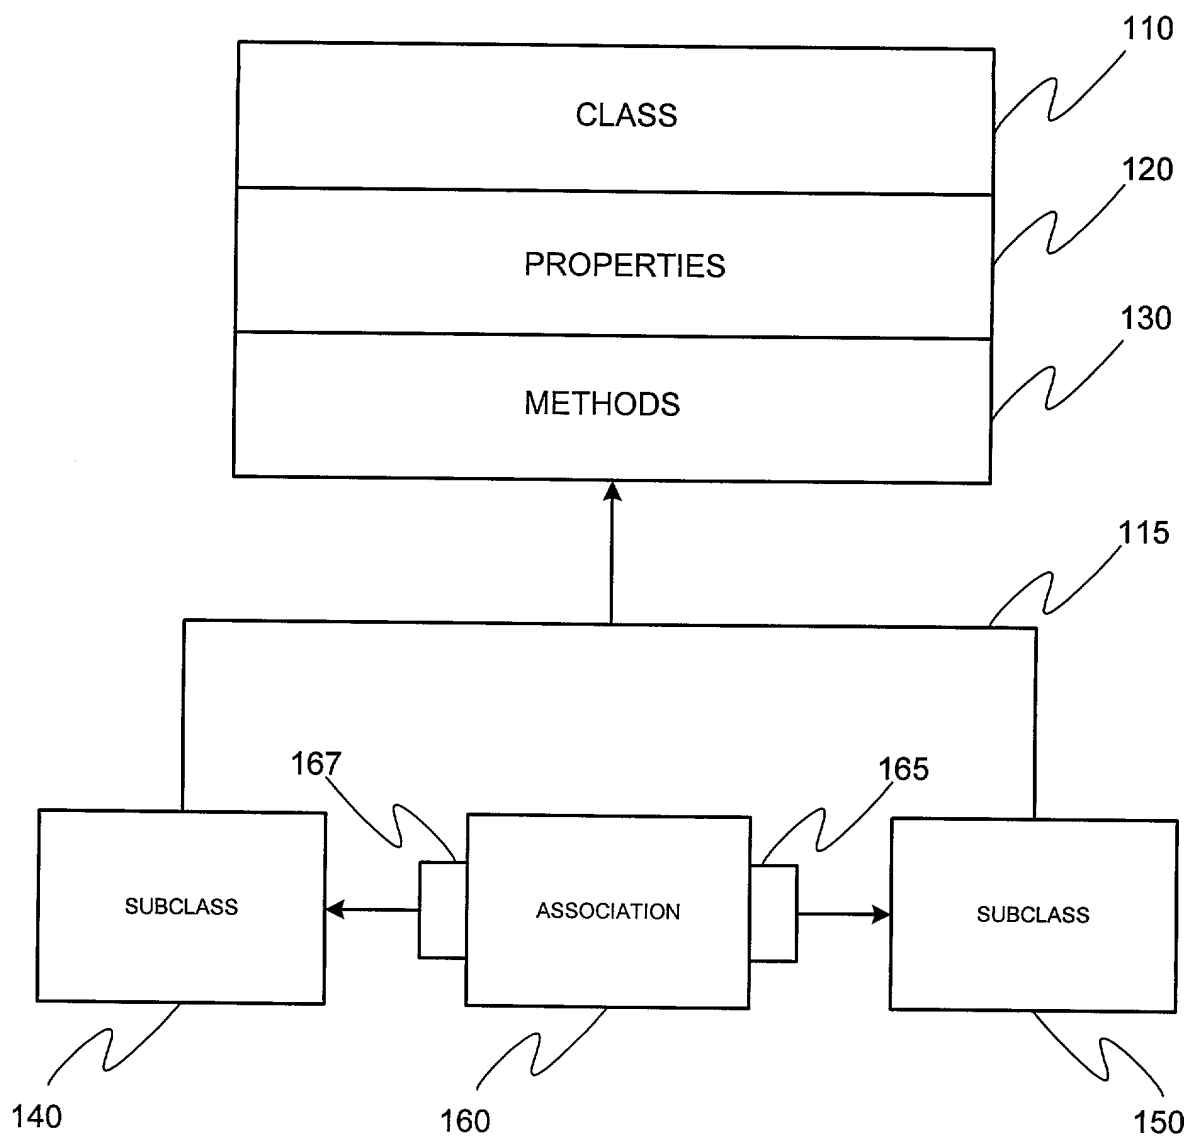 110
CLASS
120
PROPERTIES
130
METHODS
115
167
165
SUBCLASS
ASSOCIATION
SUBCLASS
140
160
150